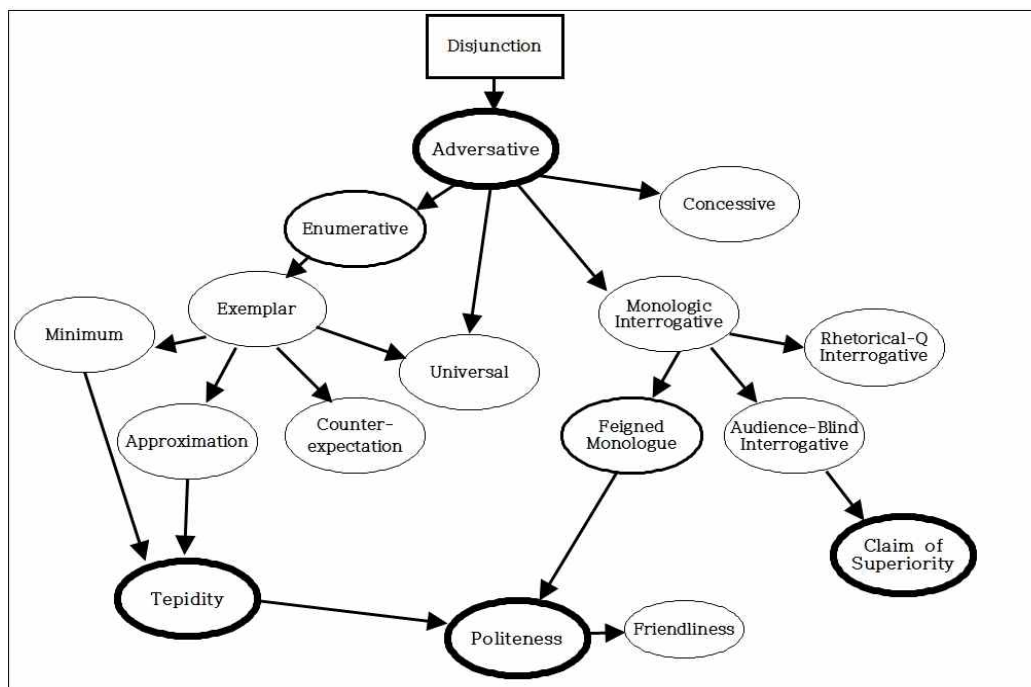 Disjunction
Adversative
Concessive
Enumerative
Exemplar
Monologic
Interrogative
Minimum
Rhetorical-Q
Interrogative
Universal
Approximation
Counter-
expectation
Feigned
Monologue
Audience-Blind
Interrogative
Claim of
Superiority
Tepidity
Politeness
Friendliness